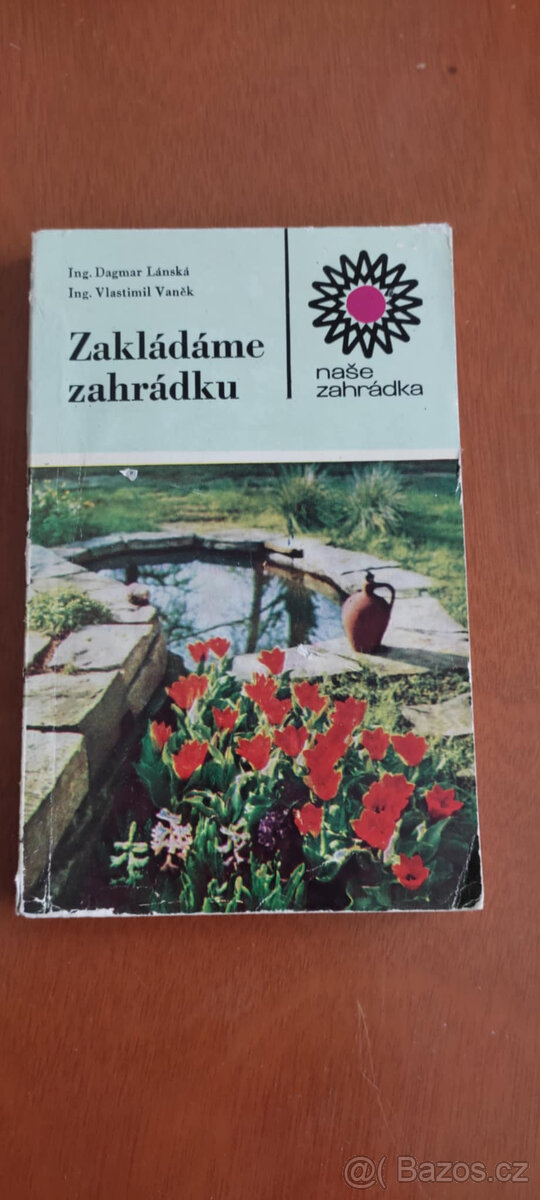 Ing. Dagmar Lánská
Ing. Vlastimil Vaněk
Zakládáme
zahrádku
naše
zahrádka
@( Bazos.cz